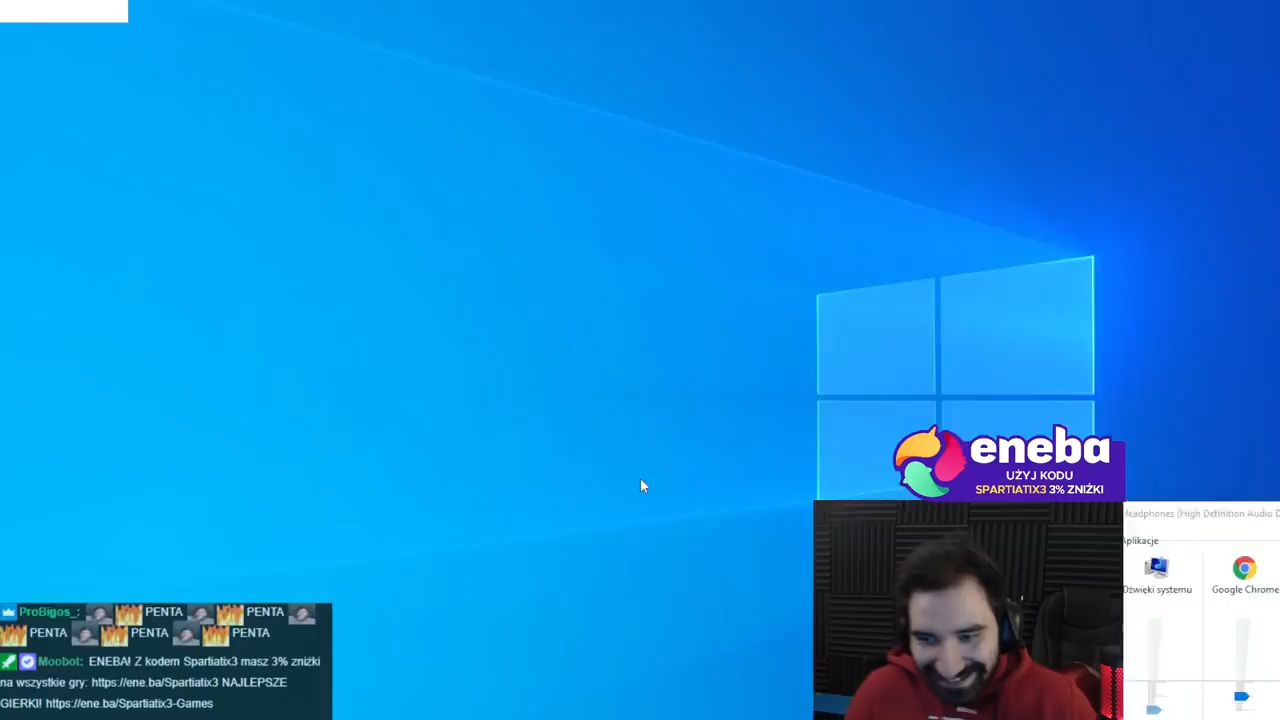 eneba
UŻYJ KODU
SPARTIATIX3 3% ZNIŻKI
Headphones (High Definition Audio D
Aplikacje
Dźwięki systemu
Google Chrome
ProBigos_: PENTA PENTA
PENTA PENTA PENTA
Moobot: ENEBA! Z kodem Spartiatix3 masz 3% zniżki
na wszystkie gry: https://ene.ba/Spartiatix3 NAJLEPSZE
GIERKI! https://ene.ba/Spartiatix3-Games